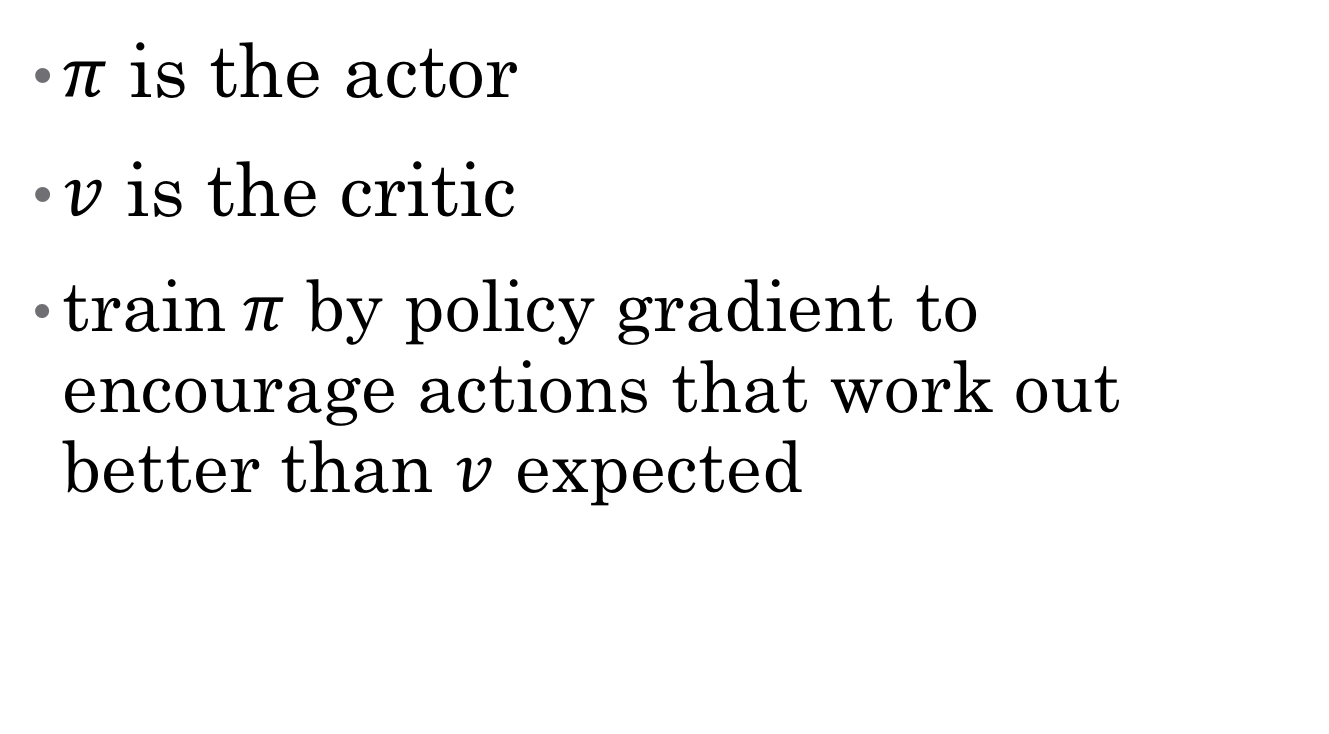 • π is the actor
• v is the critic
• train π by policy gradient to
encourage actions that work out
better than v expected